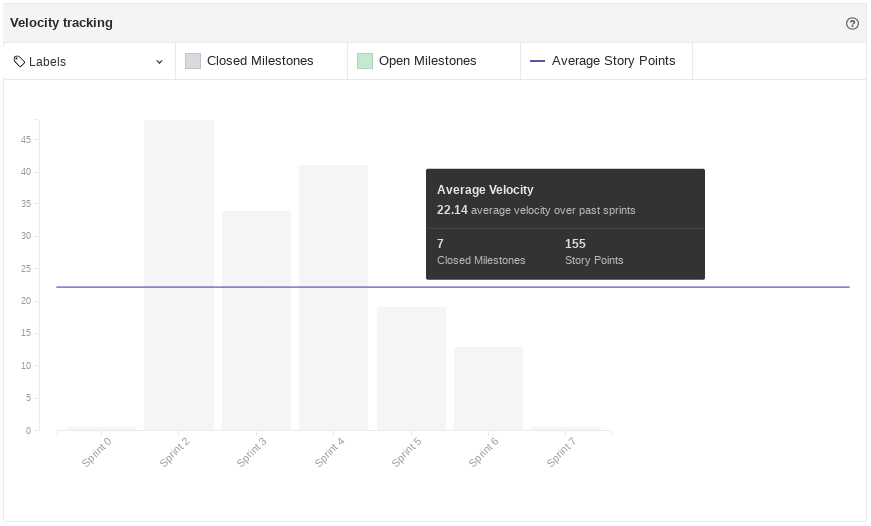 Velocity tracking
Labels
Closed Milestones
Open Milestones
Average Story Points
45
40
35
30
25
20
15
10
5
0
Average Velocity
22.14 average velocity over past sprints
7
155
Closed Milestones
Story Points
Sprint 0
Sprint 2
Sprint 3
Sprint 4
Sprint 5
Sprint 6
Sprint 7